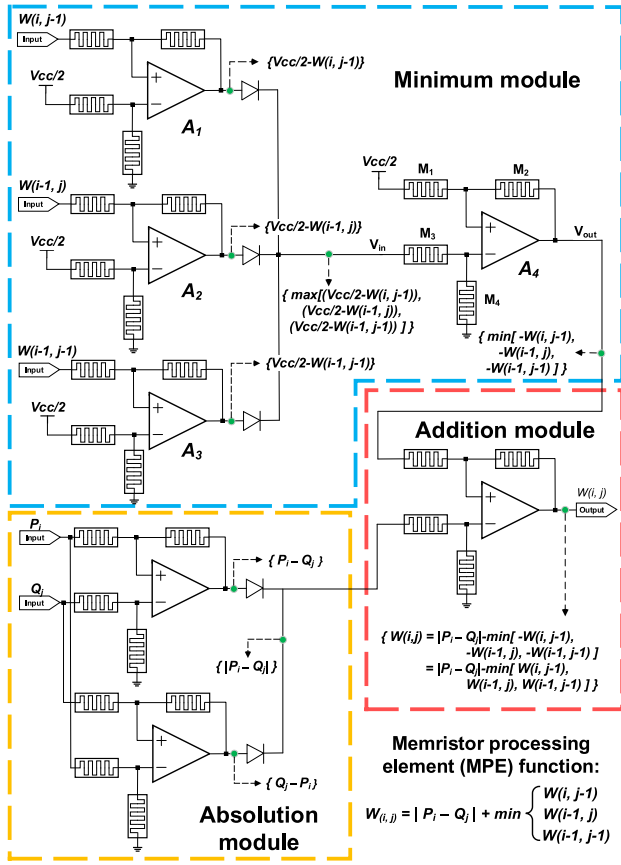 W(i, j-1)
Input
Vcc/2
A1
{Vcc/2-W(i, j-1)}
Minimum module
W(i-1, j)
Input
Vcc/2
A2
{Vcc/2-W(i-1, j)}
Vcc/2
M1
M2
M3
M4
Vin
A4
Vout
{ max[(Vcc/2-W(i, j-1)),
(Vcc/2-W(i-1, j)),
(Vcc/2-W(i-1, j-1)) ] }
{ min[ -W(i, j-1),
-W(i-1, j),
-W(i-1, j-1) ] }
W(i-1, j-1)
Input
Vcc/2
A3
{Vcc/2-W(i-1, j-1)}
Addition module
W(i, j)
Output
{ W(i,j) = |Pi – Qj|-min[ -W(i, j-1),
-W(i-1, j), -W(i-1, j-1) ]
= |Pi – Qj|-min[ W(i, j-1),
W(i-1, j), W(i-1, j-1) ] }
Pi
Input
Qj
Input
{ Pi – Qj }
{ |Pi – Qj| }
{ Qj – Pi }
Absolution
module
Memristor processing
element (MPE) function:
W(i, j) = | Pi – Qj | + min { W(i, j-1)
W(i-1, j)
W(i-1, j-1)